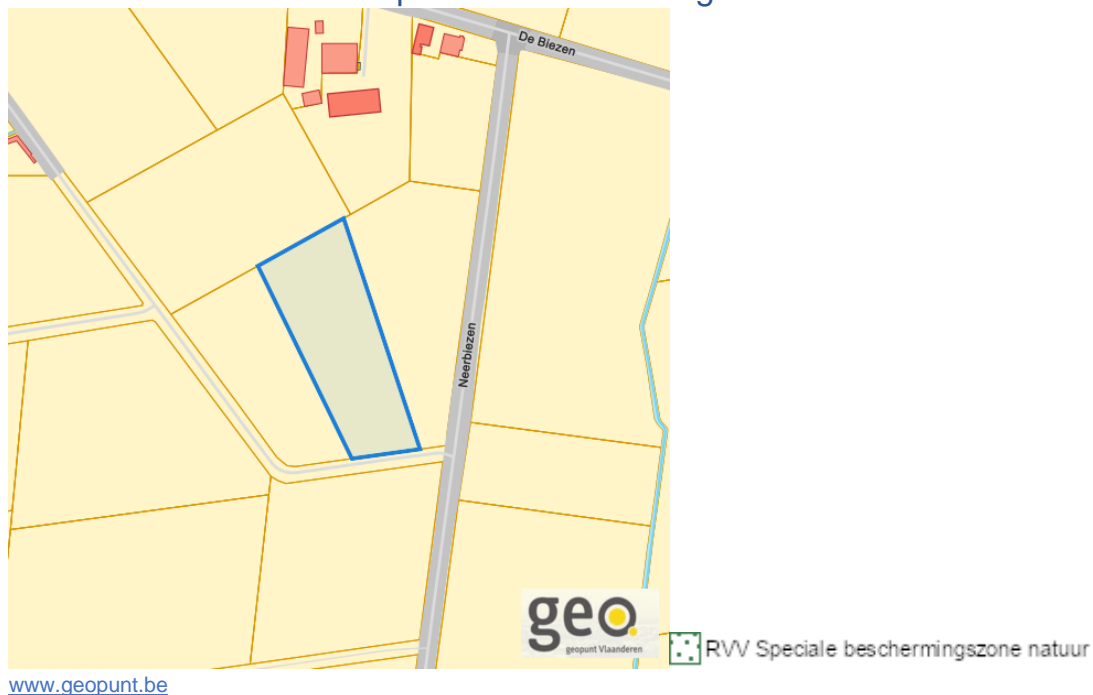 De Biezen
Neerbiezen
geo.
geopunt Vlaanderen
RVV Speciale beschermingszone natuur
www.geopunt.be